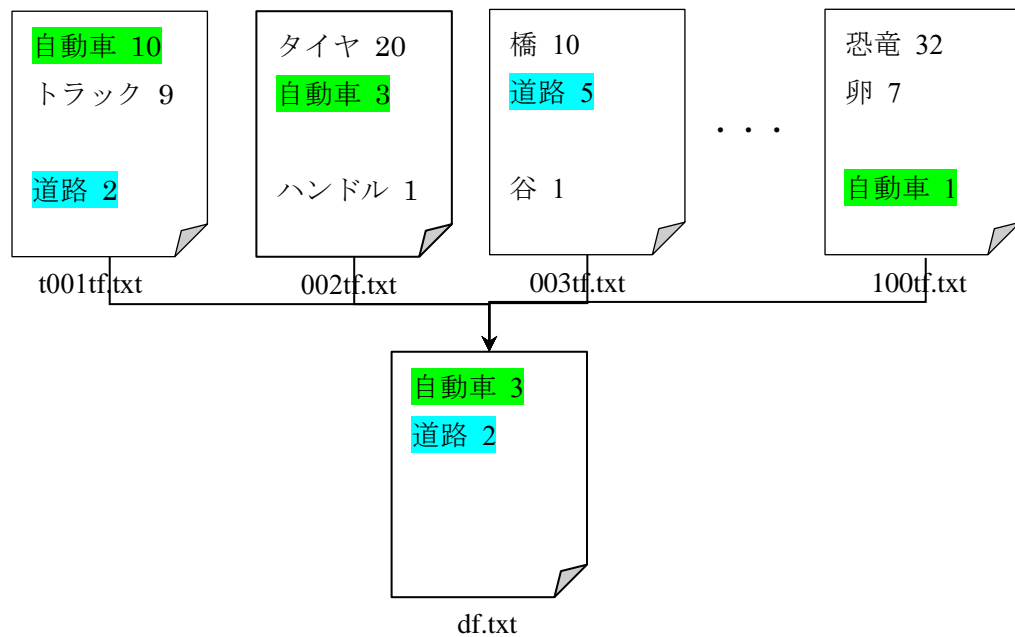 自動車 10
トラック 9
道路 2
t001tf.txt
タイヤ 20
自動車 3
ハンドル 1
002tf.txt
橋 10
道路 5
谷 1
003tf.txt
・・・
恐竜 32
卵 7
自動車 1
100tf.txt
自動車 3
道路 2
df.txt